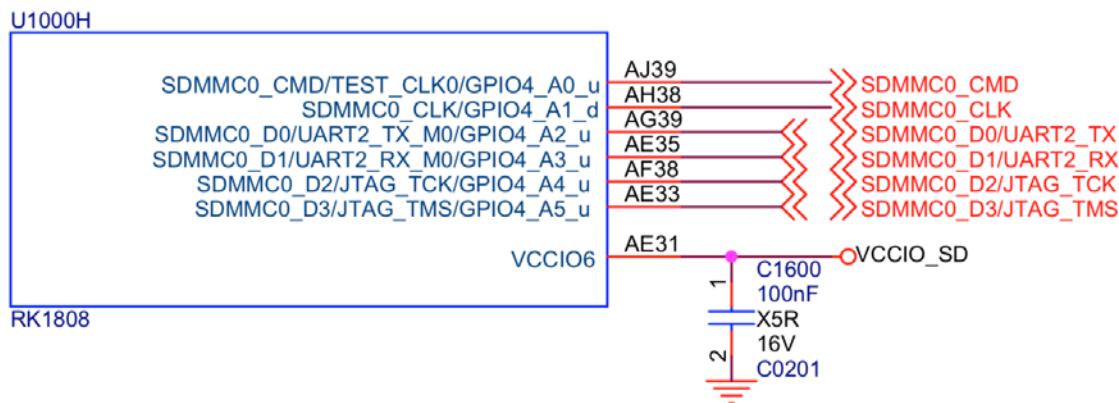 U1000H
SDMMC0_CMD/TEST_CLK0/GPIO4_A0_u AJ39 SDMMC0_CMD
SDMMC0_CLK/GPIO4_A1_d AH38 SDMMC0_CLK
SDMMC0_D0/UART2_TX_M0/GPIO4_A2_u AG39 SDMMC0_D0/UART2_TX
SDMMC0_D1/UART2_RX_M0/GPIO4_A3_u AE35 SDMMC0_D1/UART2_RX
SDMMC0_D2/JTAG_TCK/GPIO4_A4_u AF38 SDMMC0_D2/JTAG_TCK
SDMMC0_D3/JTAG_TMS/GPIO4_A5_u AE33 SDMMC0_D3/JTAG_TMS
VCCIO6 AE31 VCCIO_SD
C1600
1
100nF
X5R
16V
2
C0201
RK1808